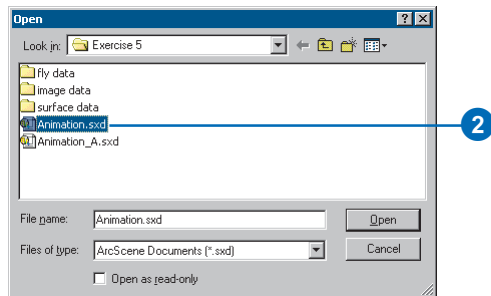 Open
Look in: Exercise 5
fly data
image data
surface data
Animation.sxd
2
Animation_A.sxd
File name: Animation.sxd Open
Files of type: ArcScene Documents (*.sxd) Cancel
Open as read-only